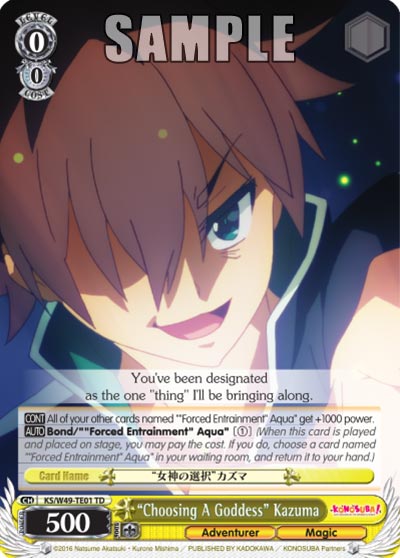 SAMPLE
LEVEL
0
0
COST
You've been designated
as the one "thing" I'll be bringing along.
CONT All of your other cards named ""Forced Entrainment" Aqua" get +1000 power.
AUTO Bond/""Forced Entrainment" Aqua" [①] (When this card is played
and placed on stage, you may pay the cost. If you do, choose a card named
""Forced Entrainment" Aqua" in your waiting room, and return it to your hand.)
Card Name
“女神の選択”カズマ
CH KS/W49-TE01 TD
POWER
500
“Choosing A Goddess” Kazuma
KONOSUBA!
Adventurer
Magic
©2016 Natsume Akatsuki・Kurone Mishima / PUBLISHED BY KADOKAWA / KONOSUBA Partners